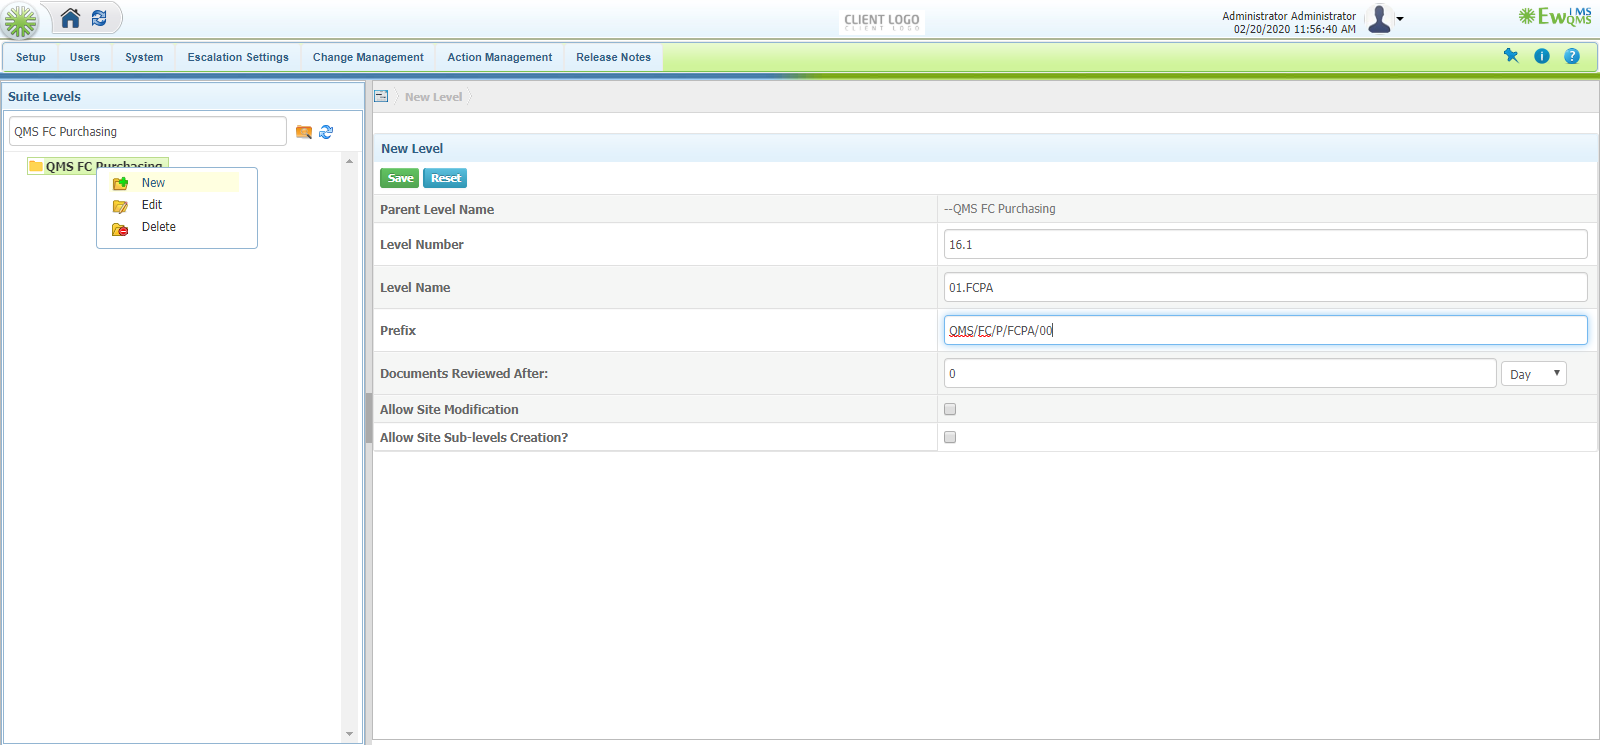 CLIENT LOGO
CLIENT LOGO
Administrator Administrator
02/20/2020 11:56:40 AM
EwQMS IMS
Setup Users System Escalation Settings Change Management Action Management Release Notes
Suite Levels
QMS FC Purchasing
QMS FC Purchasing
New
Edit
Delete
New Level
New Level
Save Reset
Parent Level Name --QMS FC Purchasing
Level Number 16.1
Level Name 01.FCPA
Prefix QMS/FC/P/FCPA/00
Documents Reviewed After: 0 Day
Allow Site Modification
Allow Site Sub-levels Creation?